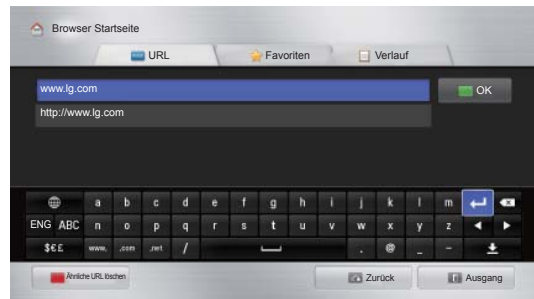 Browser Startseite
URL Favoriten Verlauf
www.lg.com OK
http://www.lg.com
a b c d e f g h i j k l m
ENG ABC n o p q r s t u v w x y z
$€£ www. .com .net / . @ _ -
Ähnliche URL löschen Zurück Ausgang